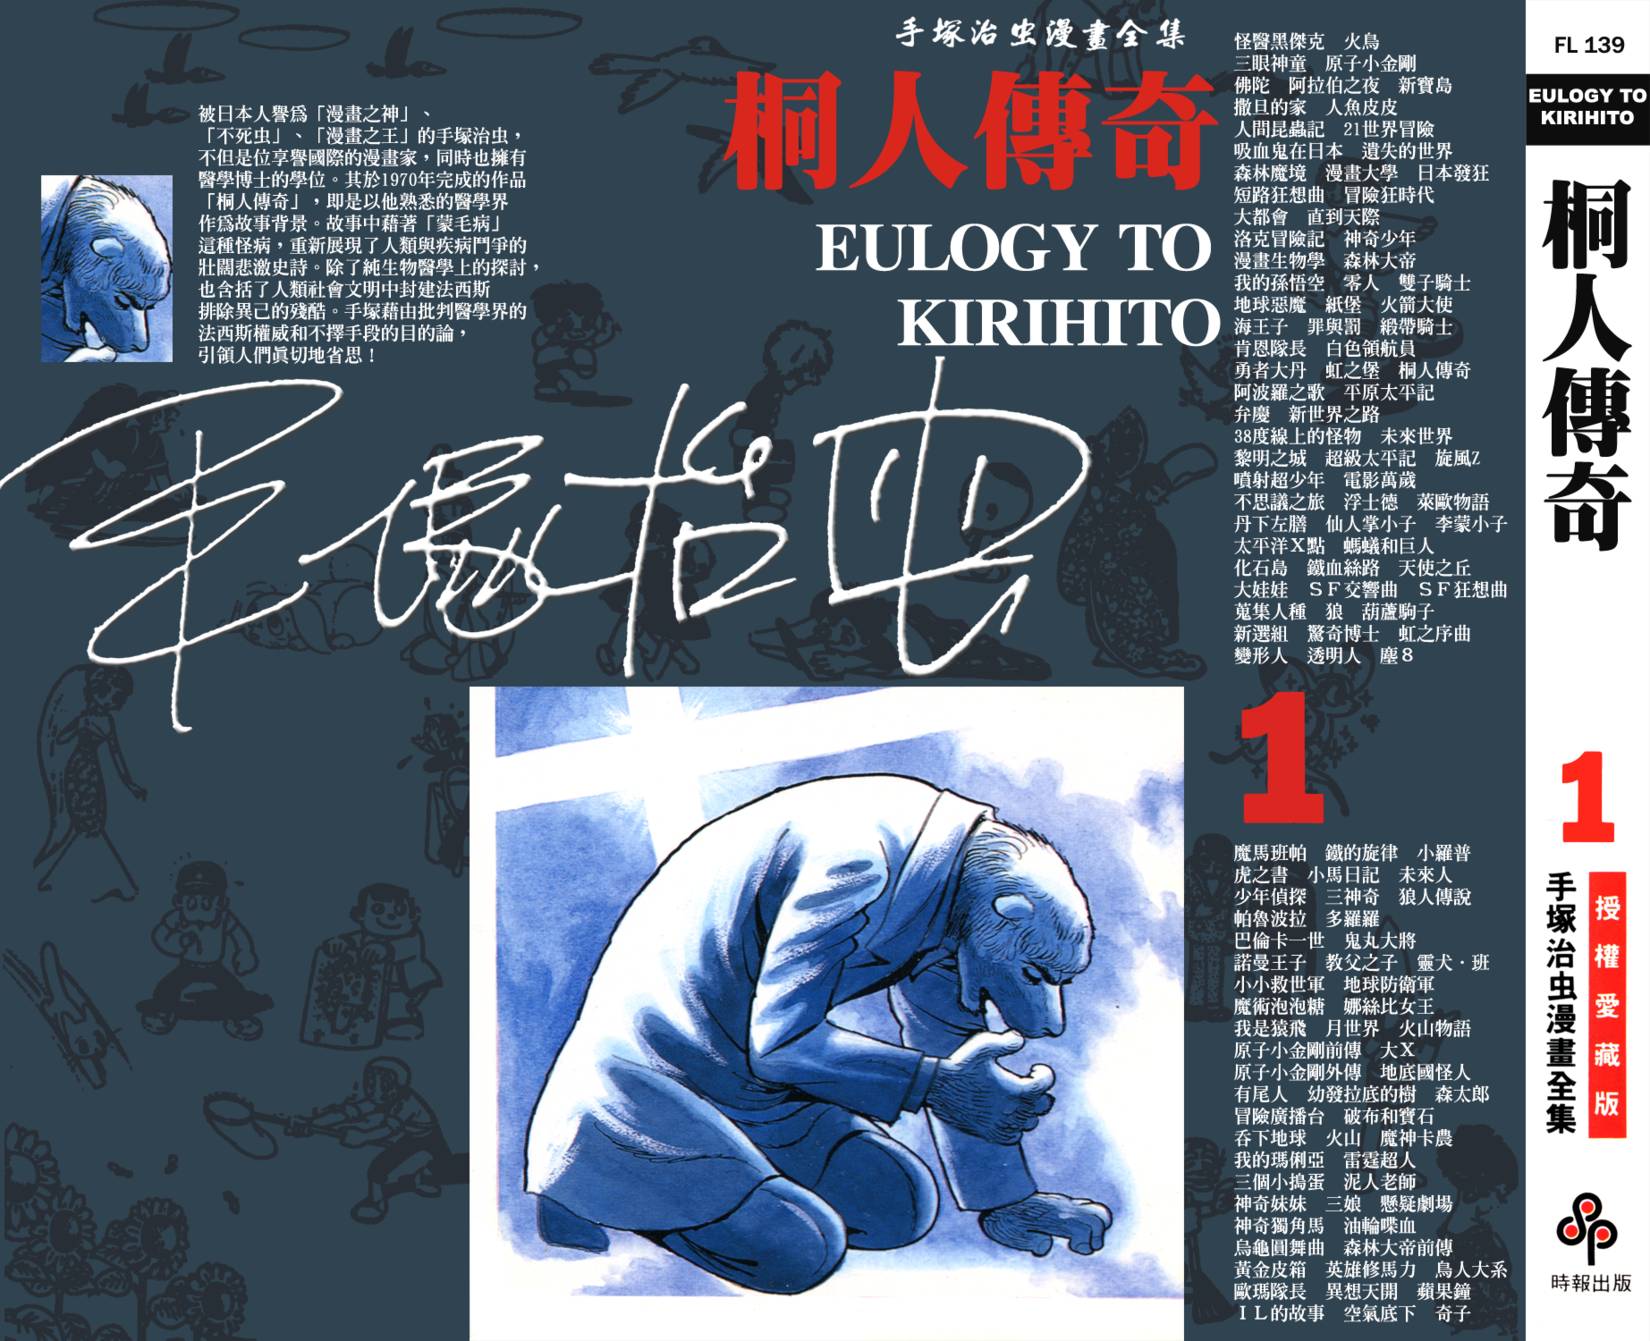 手塚治虫漫畫全集
桐人傳奇
EULOGY TO
KIRIHITO
被日本人譽爲「漫畫之神」、
「不死虫」、「漫畫之王」的手塚治虫，
不但是位享譽國際的漫畫家，同時也擁有
醫學博士的學位。其於1970年完成的作品
「桐人傳奇」，即是以他熟悉的醫學界
作爲故事背景。故事中藉著「蒙毛病」
這種怪病，重新展現了人類與疾病鬥爭的
壯闊悲激史詩。除了純生物醫學上的探討，
也含括了人類社會文明中封建法西斯
排除異己的殘酷。手塚藉由批判醫學界的
法西斯權威和不擇手段的目的論，
引領人們眞切地省思！
手塚治虫
怪醫黑傑克　火鳥
三眼神童　原子小金剛
佛陀　阿拉伯之夜　新寶島
撒旦的家　人魚皮皮
人間昆蟲記　21世界冒險
吸血鬼在日本　遺失的世界
森林魔境　漫畫大學　日本發狂
短路狂想曲　冒險狂時代
大都會　直到天際
洛克冒險記　神奇少年
漫畫生物學　森林大帝
我的孫悟空　零人　雙子騎士
地球惡魔　紙堡　火箭大使
海王子　罪與罰　緞帶騎士
肯恩隊長　白色領航員
勇者大丹　虹之堡　桐人傳奇
阿波羅之歌　平原太平記
弁慶　新世界之路
38度線上的怪物　未來世界
黎明之城　超級太平記　旋風Z
噴射超少年　電影萬歲
不思議之旅　浮士德　萊歐物語
丹下左膳　仙人掌小子　李蒙小子
太平洋X點　螞蟻和巨人
化石島　鐵血絲路　天使之丘
大娃娃　ＳＦ交響曲　ＳＦ狂想曲
蒐集人種　狼　葫蘆駒子
新選組　驚奇博士　虹之序曲
變形人　透明人　塵８
1
魔馬班帕　鐵的旋律　小羅普
虎之書　小馬日記　未來人
少年偵探　三神奇　狼人傳說
帕魯波拉　多羅羅
巴倫卡一世　鬼丸大將
諾曼王子　教父之子　靈犬·班
小小救世軍　地球防衛軍
魔術泡泡糖　娜絲比女王
我是猿飛　月世界　火山物語
原子小金剛前傳　大X
原子小金剛外傳　地底國怪人
有尾人　幼發拉底的樹　森太郎
冒險廣播台　破布和寶石
吞下地球　火山　魔神卡農
我的瑪俐亞　雷霆超人
三個小搗蛋　泥人老師
神奇妹妹　三娘　懸疑劇場
神奇獨角馬　油輪喋血
烏龜圓舞曲　森林大帝前傳
黃金皮箱　英雄修馬力　鳥人大系
歐瑪隊長　異想天開　蘋果鐘
ＩＬ的故事　空氣底下　奇子
FL 139
EULOGY TO
KIRIHITO
桐人傳奇
1
手塚治虫漫畫全集
授權愛藏版
時報出版